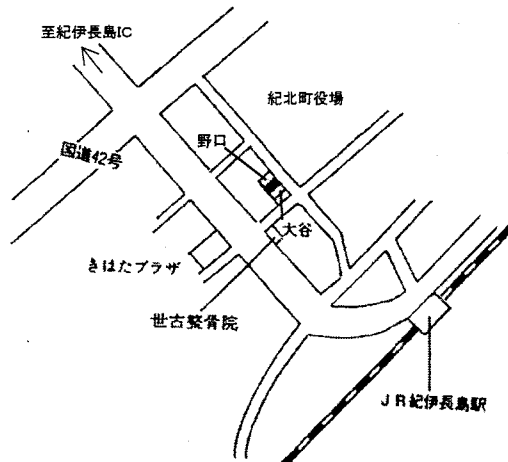 至紀伊長島IC
紀北町役場
野口
国道42号
大谷
きはたプラザ
世古整骨院
JR紀伊長島駅